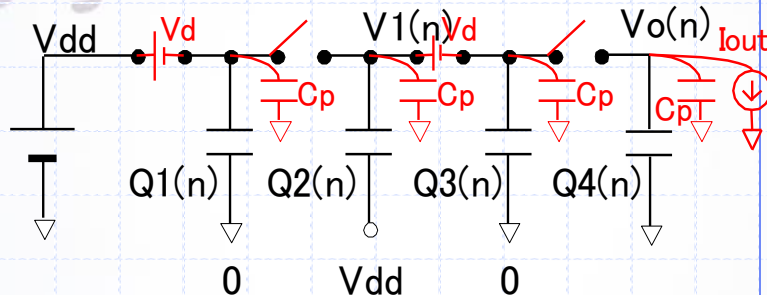 Vdd Vd V1(n) Vd Vo(n) Iout
Cp Cp Cp Cp
Q1(n) Q2(n) Q3(n) Q4(n)
0 Vdd 0